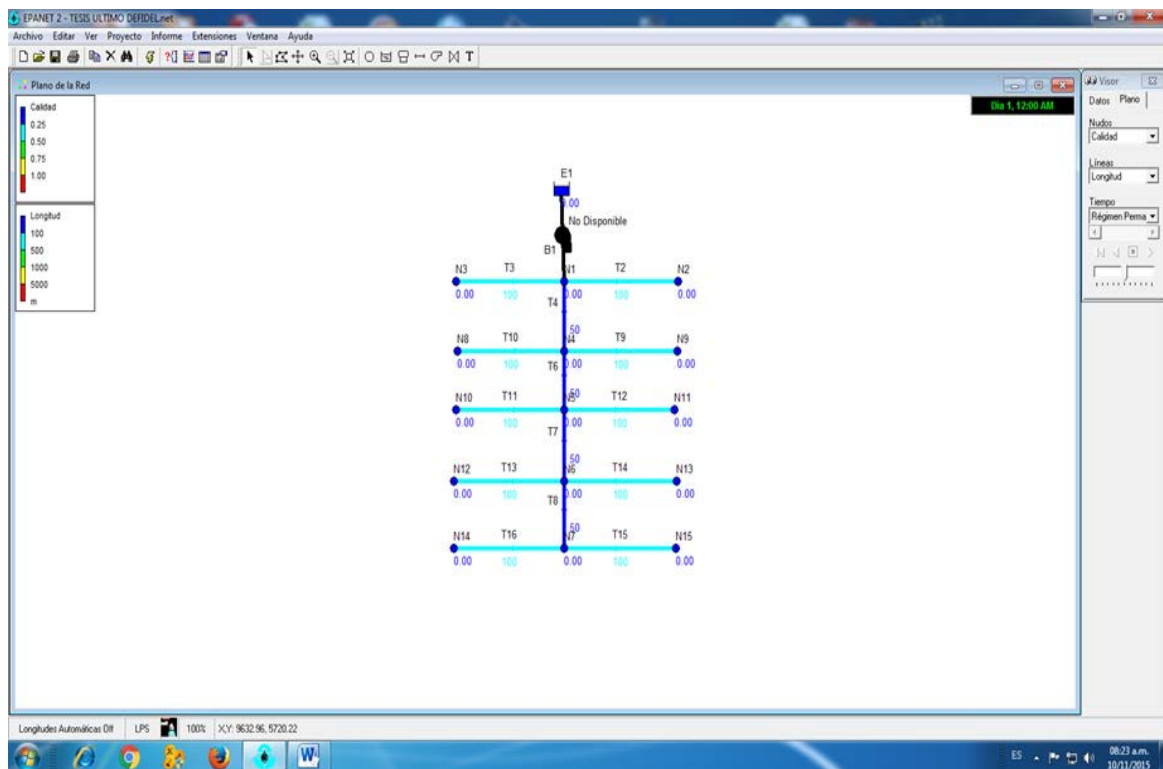 EPANET 2 - TESIS ULTIMO DEFIDEL.net
Archivo Editar Ver Proyecto Informe Extensiones Ventana Ayuda
Plano de la Red
Día 1, 12:00 AM
Calidad
0.25
0.50
0.75
1.00
Longitud
100
500
1000
5000
m
Visor
Datos Plano
Nudos
Calidad
Líneas
Longitud
Tiempo
Régimen Perma
E1
0.00
No Disponible
B1
N3 T3 N1 T2 N2
0.00 100 0.00 100 0.00
T4
50
N8 T10 N4 T9 N9
0.00 100 0.00 100 0.00
T6
50
N10 T11 N5 T12 N11
0.00 100 0.00 100 0.00
T7
50
N12 T13 N6 T14 N13
0.00 100 0.00 100 0.00
T8
50
N14 T16 N7 T15 N15
0.00 100 0.00 100 0.00
Longitudes Automáticas Off LPS 100% X,Y: 9632.96, 5720.22
ES 08:23 a.m.
10/11/2015